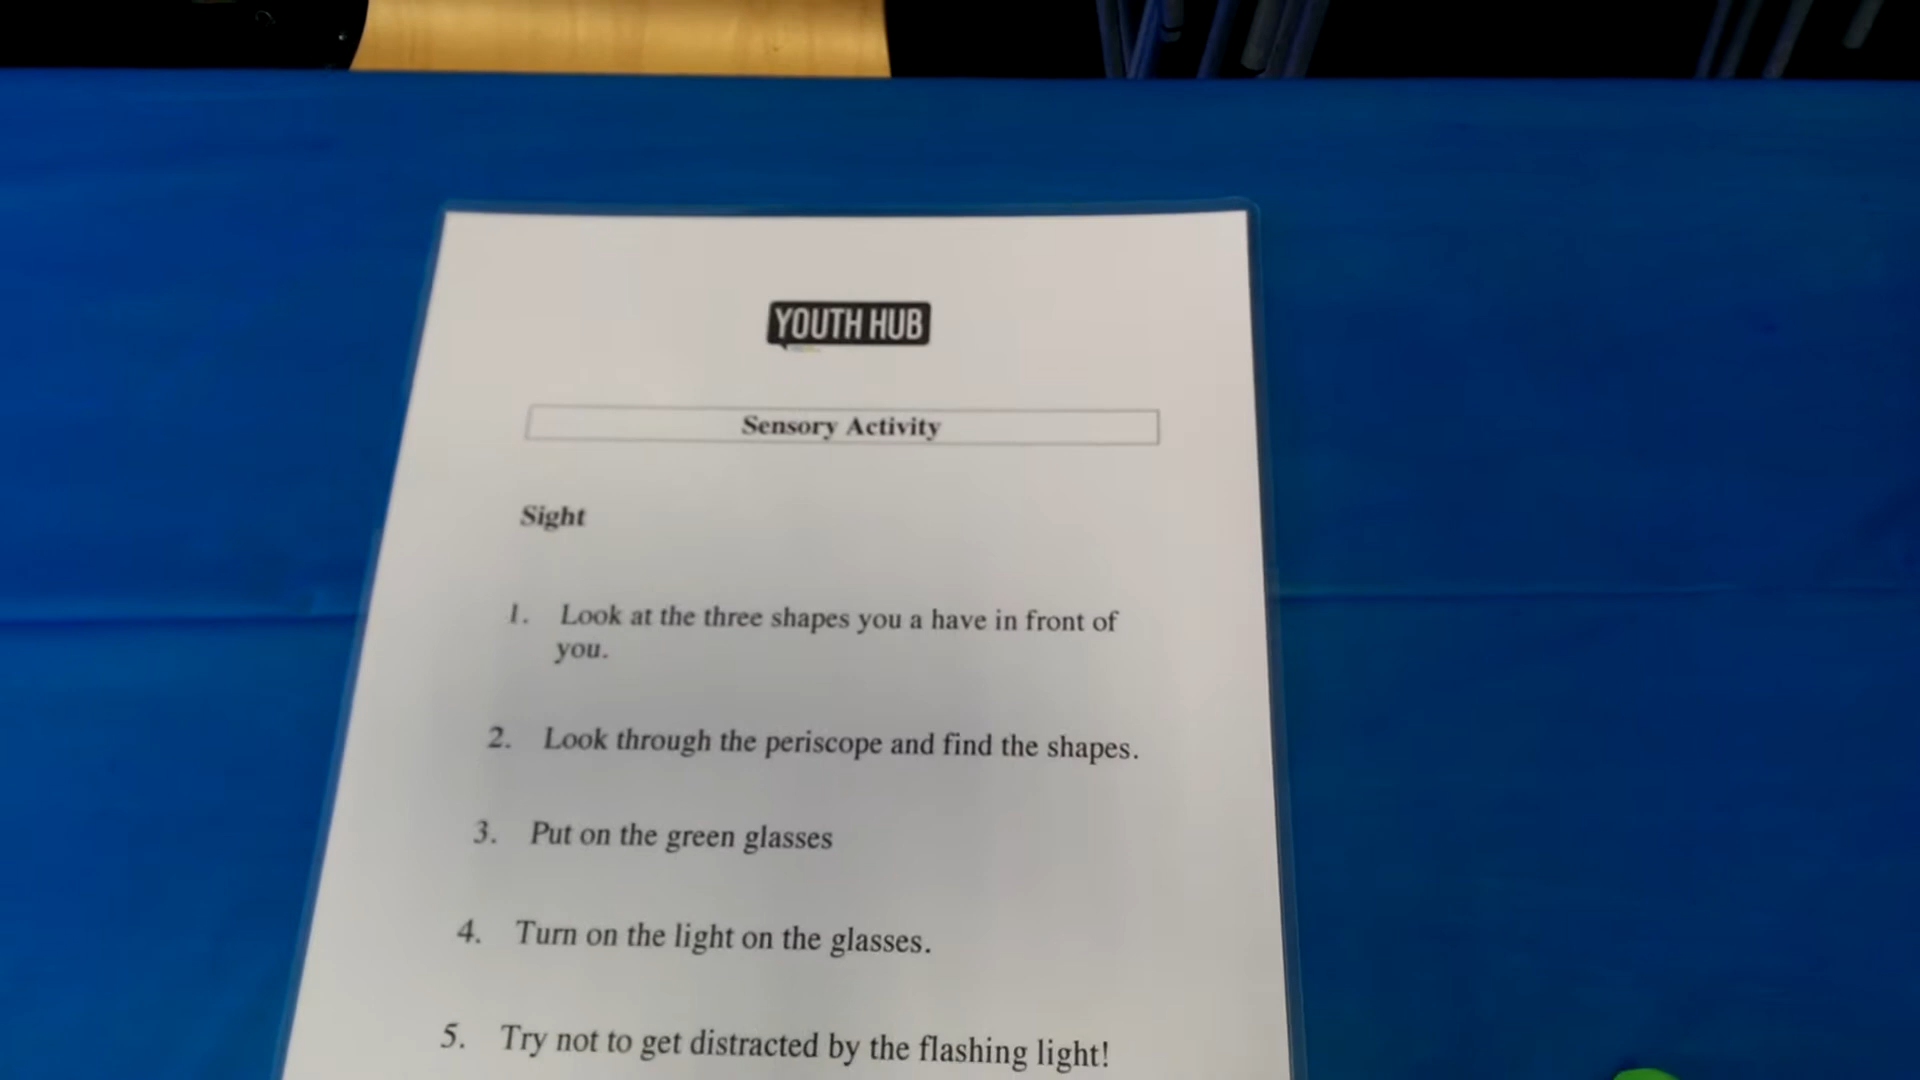 YOUTH HUB
Sensory Activity
Sight
1. Look at the three shapes you a have in front of
you.
2. Look through the periscope and find the shapes.
3. Put on the green glasses
4. Turn on the light on the glasses.
5. Try not to get distracted by the flashing light!